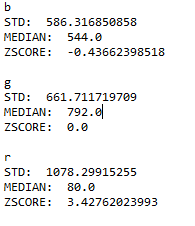 b
STD:  586.316850858
MEDIAN:  544.0
ZSCORE:  -0.43662398518
g
STD:  661.711719709
MEDIAN:  792.0
ZSCORE:  0.0
r
STD:  1078.29915255
MEDIAN:  80.0
ZSCORE:  3.42762023993